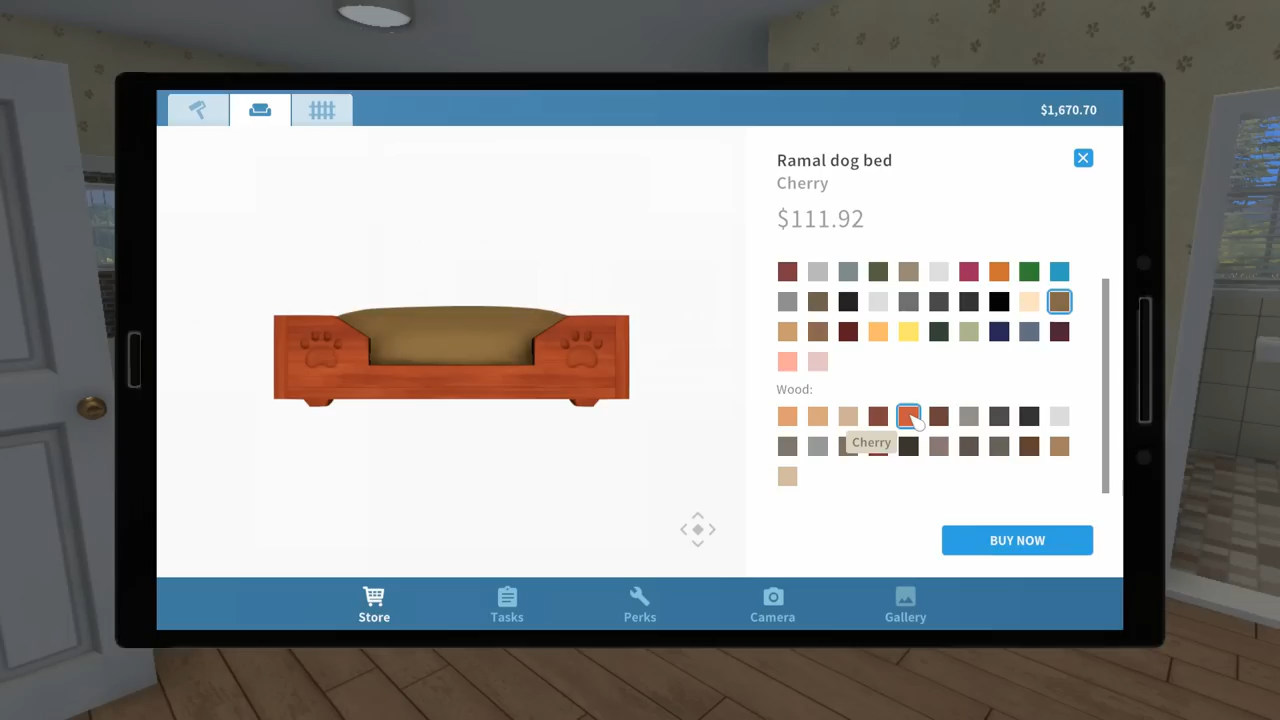 $1,670.70
Ramal dog bed
Cherry
$111.92
Wood:
Cherry
BUY NOW
Store
Tasks
Perks
Camera
Gallery